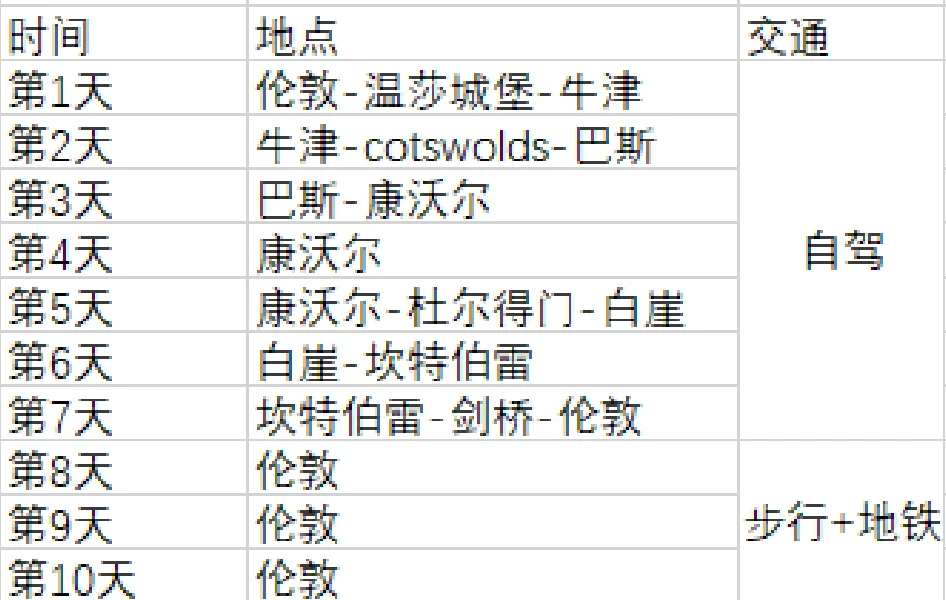 时间 地点 交通
第1天 伦敦-温莎城堡-牛津
第2天 牛津-cotswolds-巴斯
第3天 巴斯-康沃尔
第4天 康沃尔 自驾
第5天 康沃尔-杜尔得门-白崖
第6天 白崖-坎特伯雷
第7天 坎特伯雷-剑桥-伦敦
第8天 伦敦
第9天 伦敦 步行+地铁
第10天 伦敦